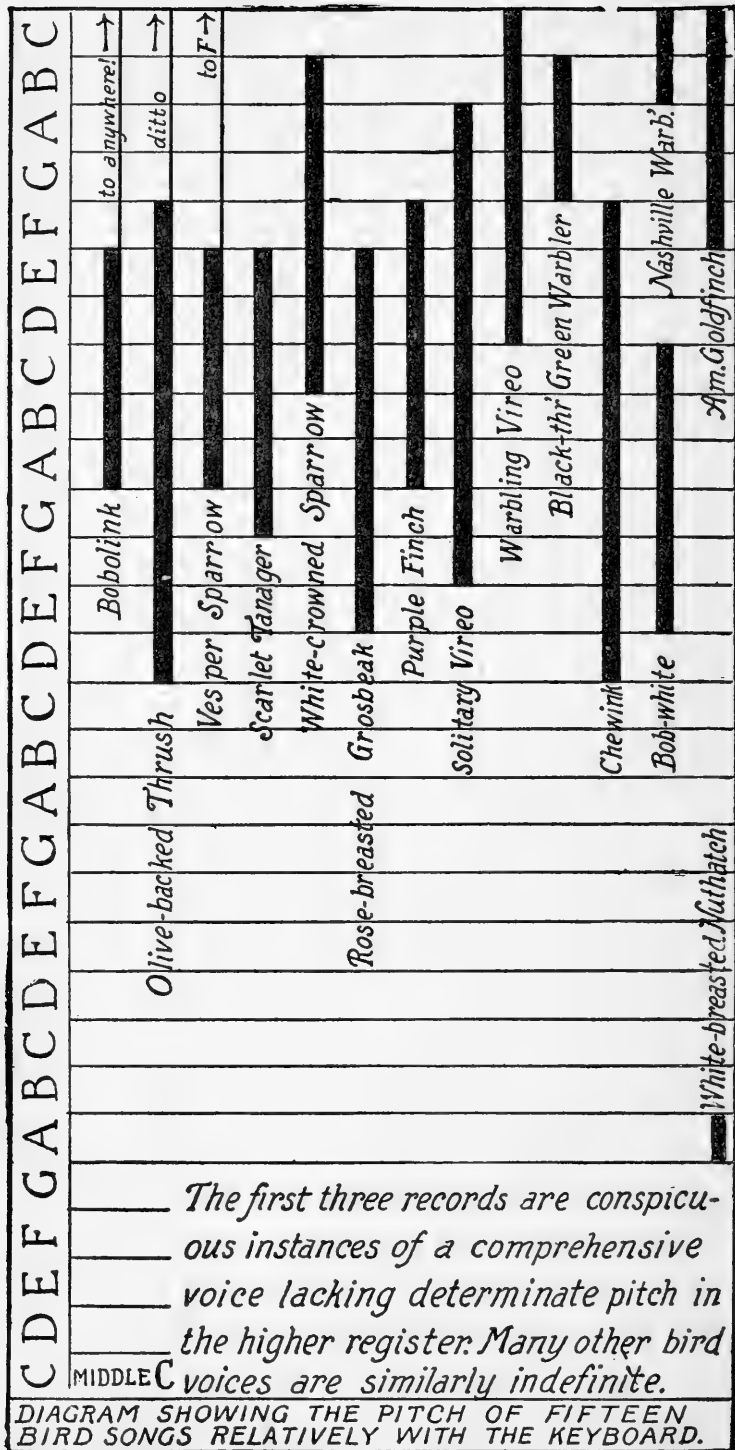 C D E F G A B C D E F G A B C D E F G A B C D E F G A B C
to anywhere! →
Bobolink
ditto →
Olive-backed Thrush
to F →
Vesper Sparrow
Scarlet Tanager
White-crowned Sparrow
Rose-breasted Grosbeak
Purple Finch
Solitary Vireo
Warbling Vireo
Black-thr' Green Warbler
Chewink
Nashville Warb.'
Bob-white
Am. Goldfinch
White-breasted Nuthatch
The first three records are conspicu-
ous instances of a comprehensive
voice lacking determinate pitch in
the higher register. Many other bird
voices are similarly indefinite.
MIDDLE C
DIAGRAM SHOWING THE PITCH OF FIFTEEN
BIRD SONGS RELATIVELY WITH THE KEYBOARD.